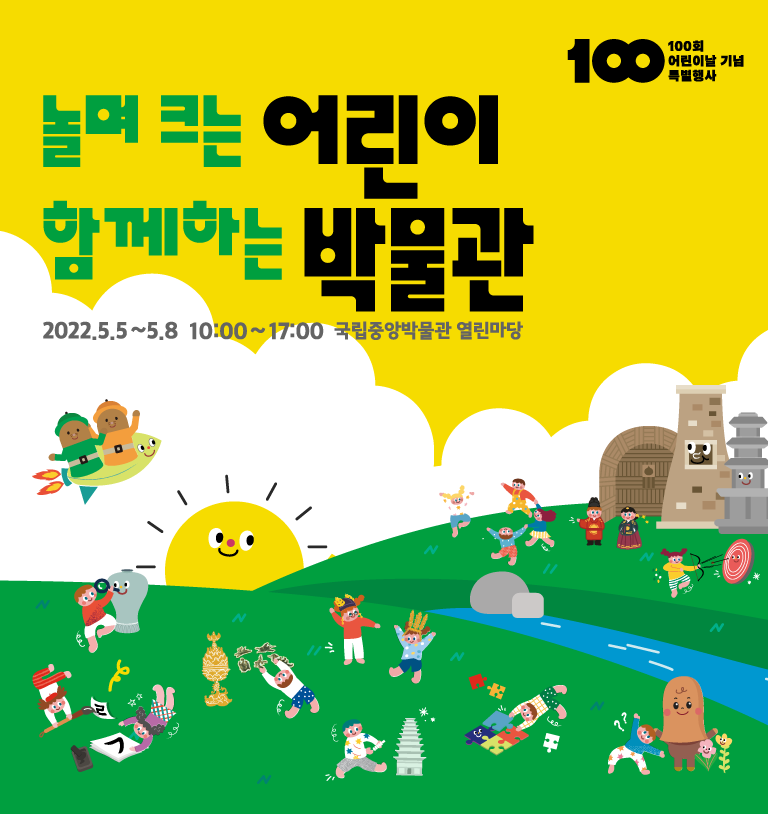 100
100회
어린이날 기념
특별행사
놀며 크는 어린이
함께하는 박물관
2022.5.5~5.8 10:00~17:00 국립중앙박물관 열린마당
??